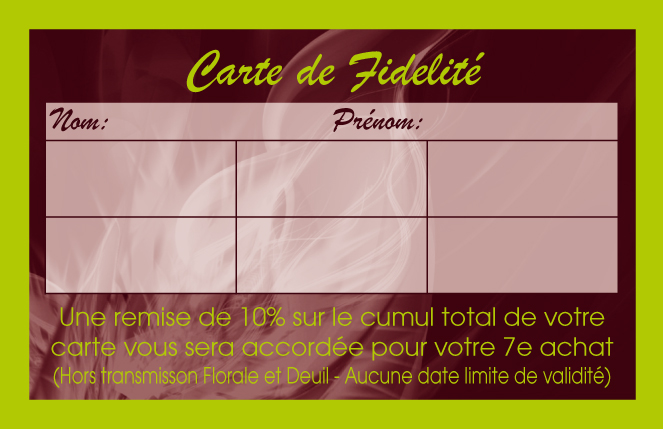 Carte de Fidelité
Nom: Prénom:
Une remise de 10% sur le cumul total de votre
carte vous sera accordée pour votre 7e achat
(Hors transmisson Florale et Deuil - Aucune date limite de validité)